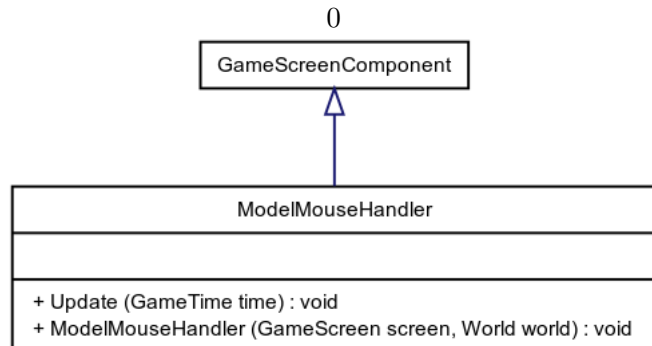 0
GameScreenComponent
ModelMouseHandler
+ Update (GameTime time) : void
+ ModelMouseHandler (GameScreen screen, World world) : void